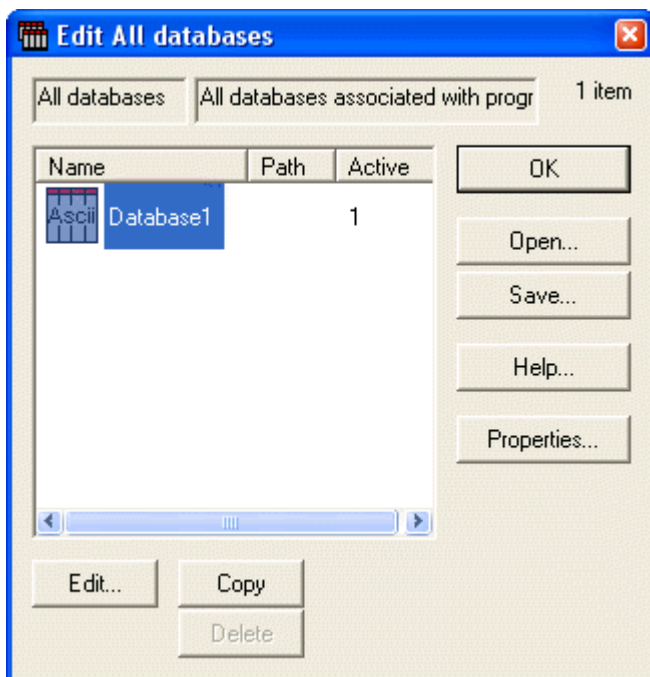 Edit All databases
All databases
All databases associated with progr
1 item
Name Path Active
Ascii Database1 1
OK
Open...
Save...
Help...
Properties...
Edit...
Copy
Delete